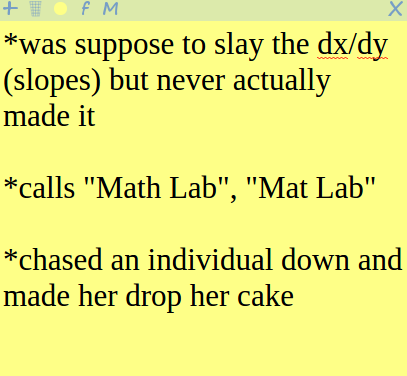 f M X
*was suppose to slay the dx/dy
(slopes) but never actually
made it
*calls "Math Lab", "Mat Lab"
*chased an individual down and
made her drop her cake